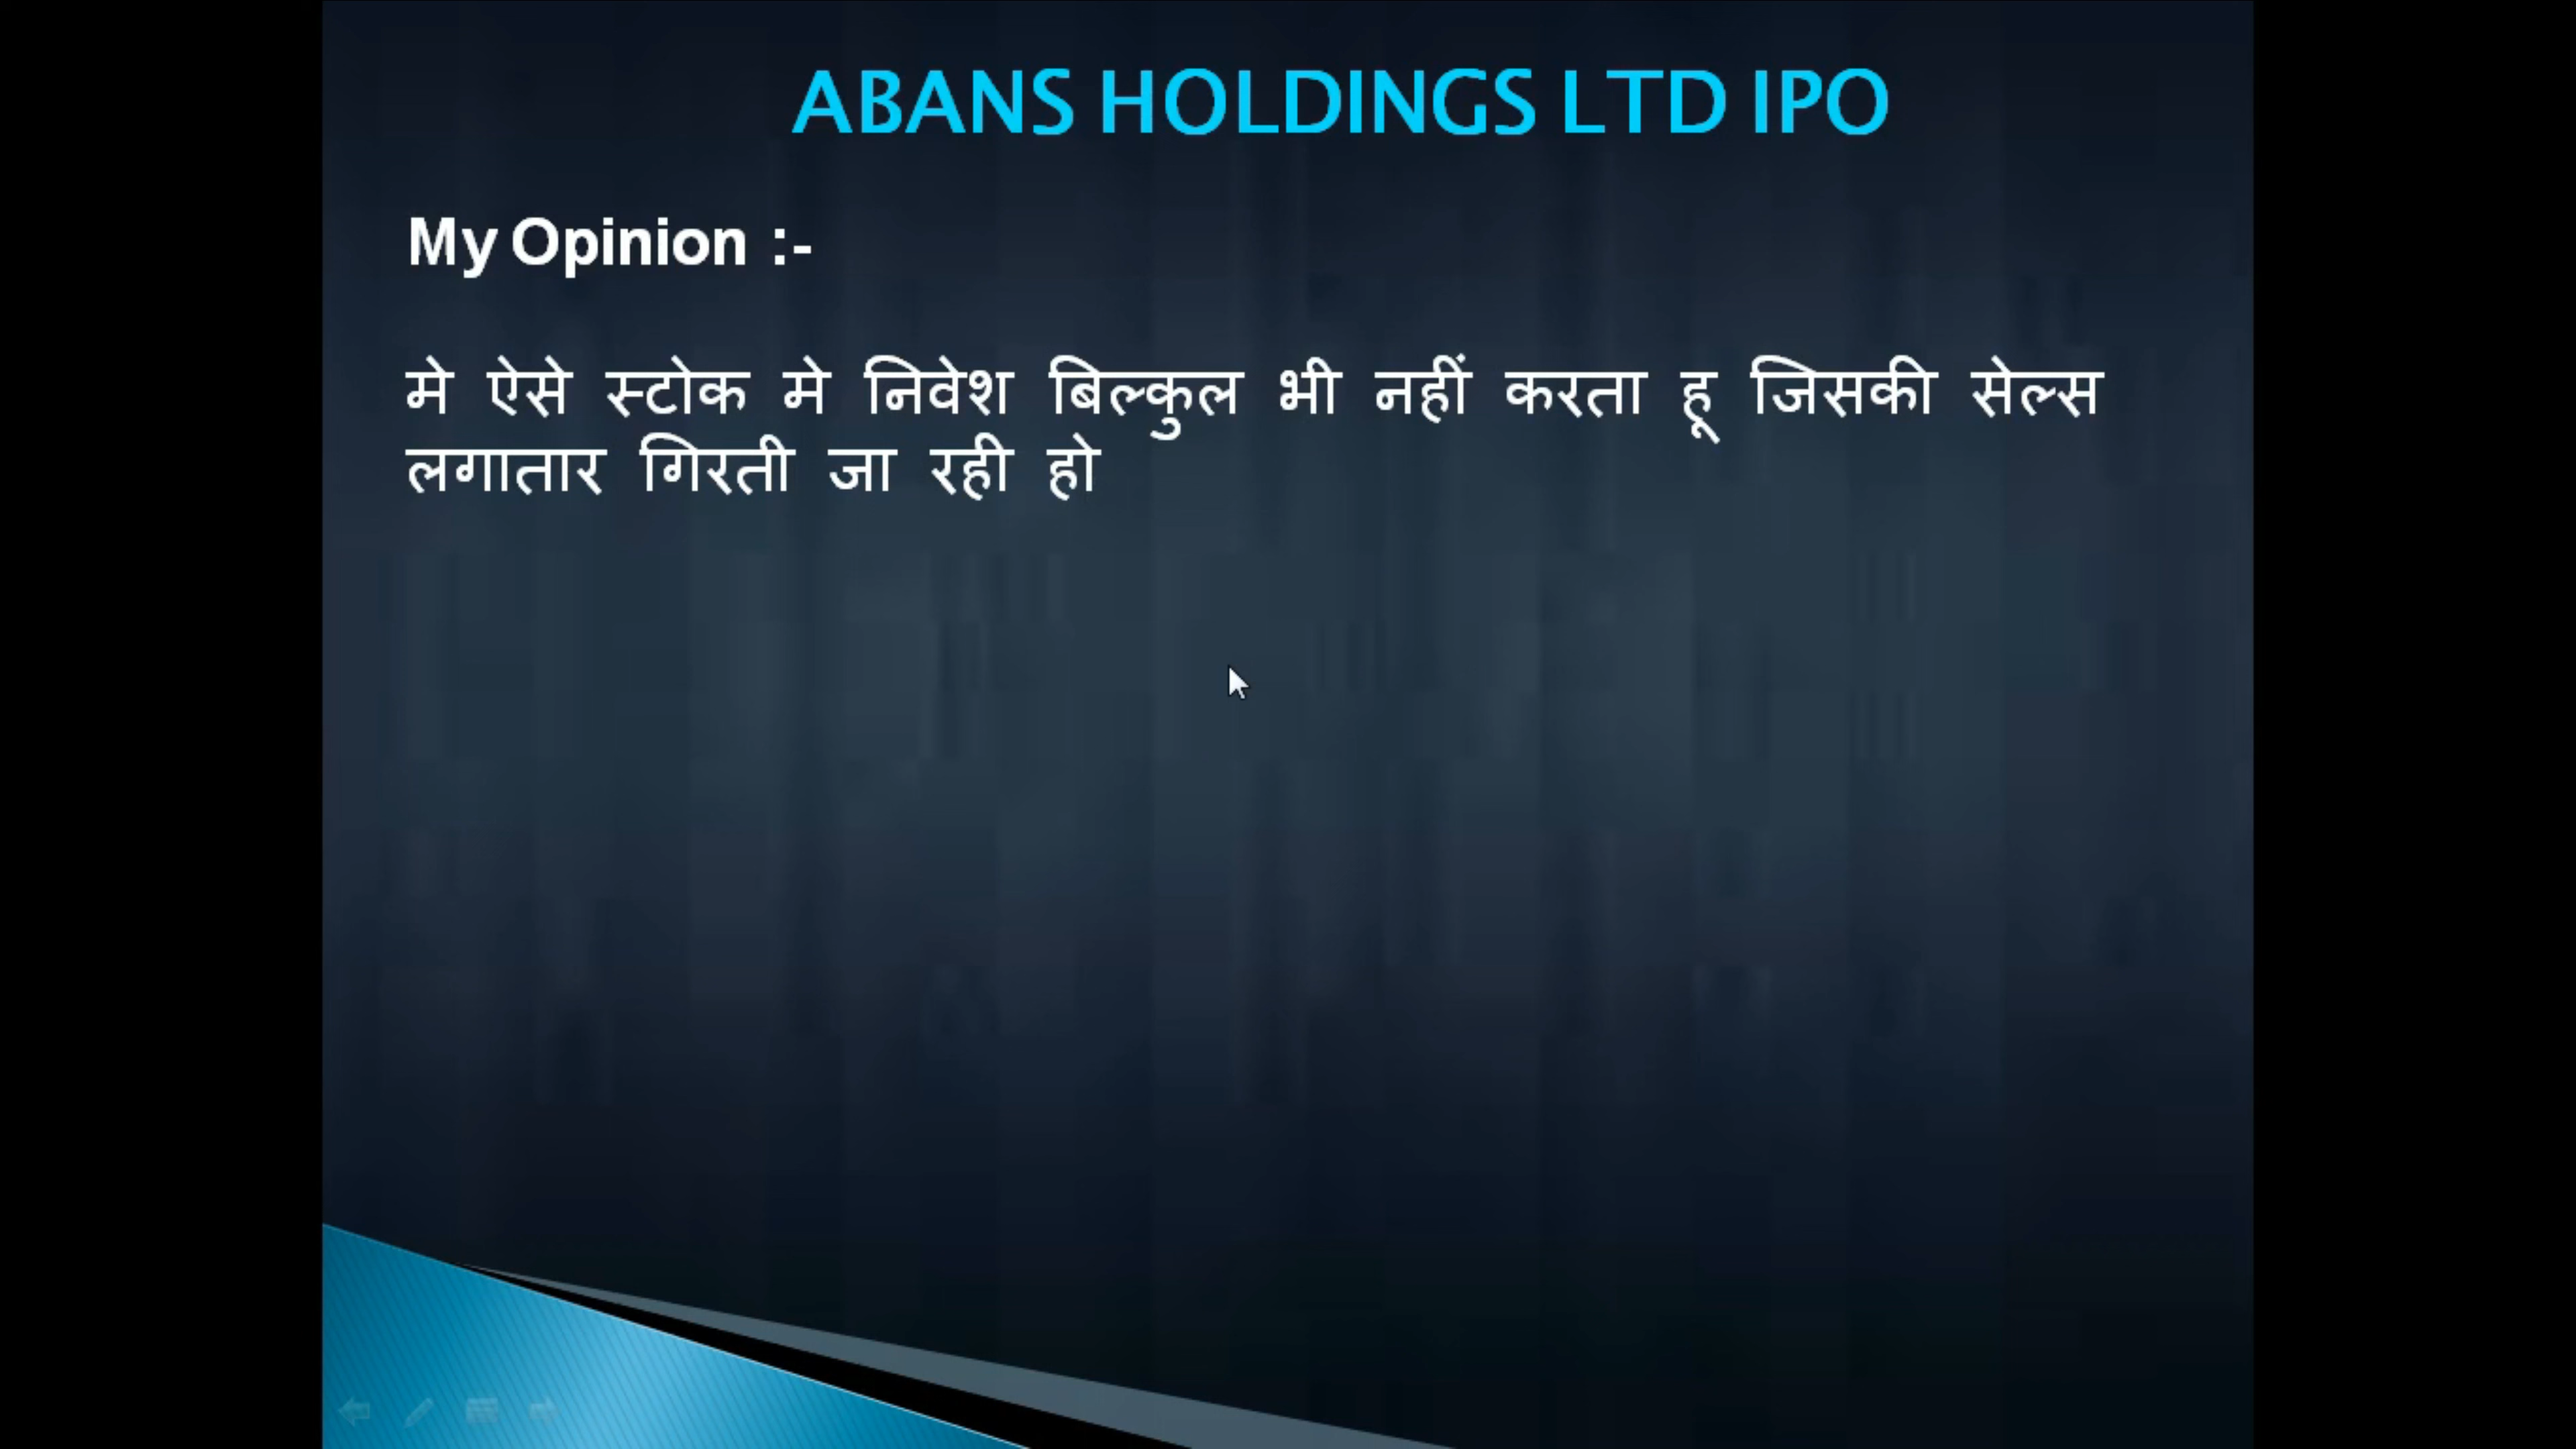 ABANS HOLDINGS LTD IPO
My Opinion :-
मे ऐसे स्टोक मे निवेश बिल्कुल भी नहीं करता हू जिसकी सेल्स
लगातार गिरती जा रही हो